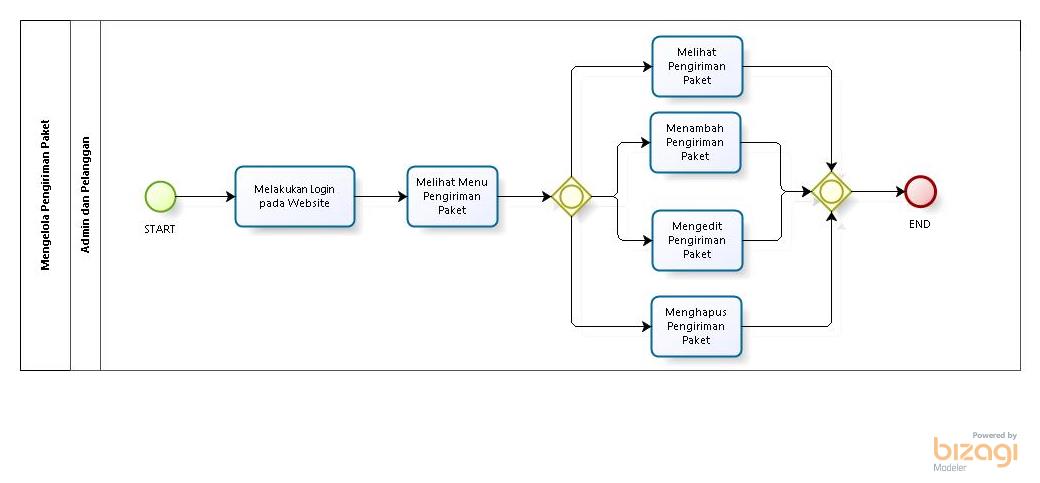 Mengelola Pengiriman Paket
Admin dan Pelanggan
START
Melakukan Login
pada Website
Melihat Menu
Pengiriman
Paket
Melihat
Pengiriman
Paket
Menambah
Pengiriman
Paket
Mengedit
Pengiriman
Paket
Menghapus
Pengiriman
Paket
END
Powered by
bizagi
Modeler